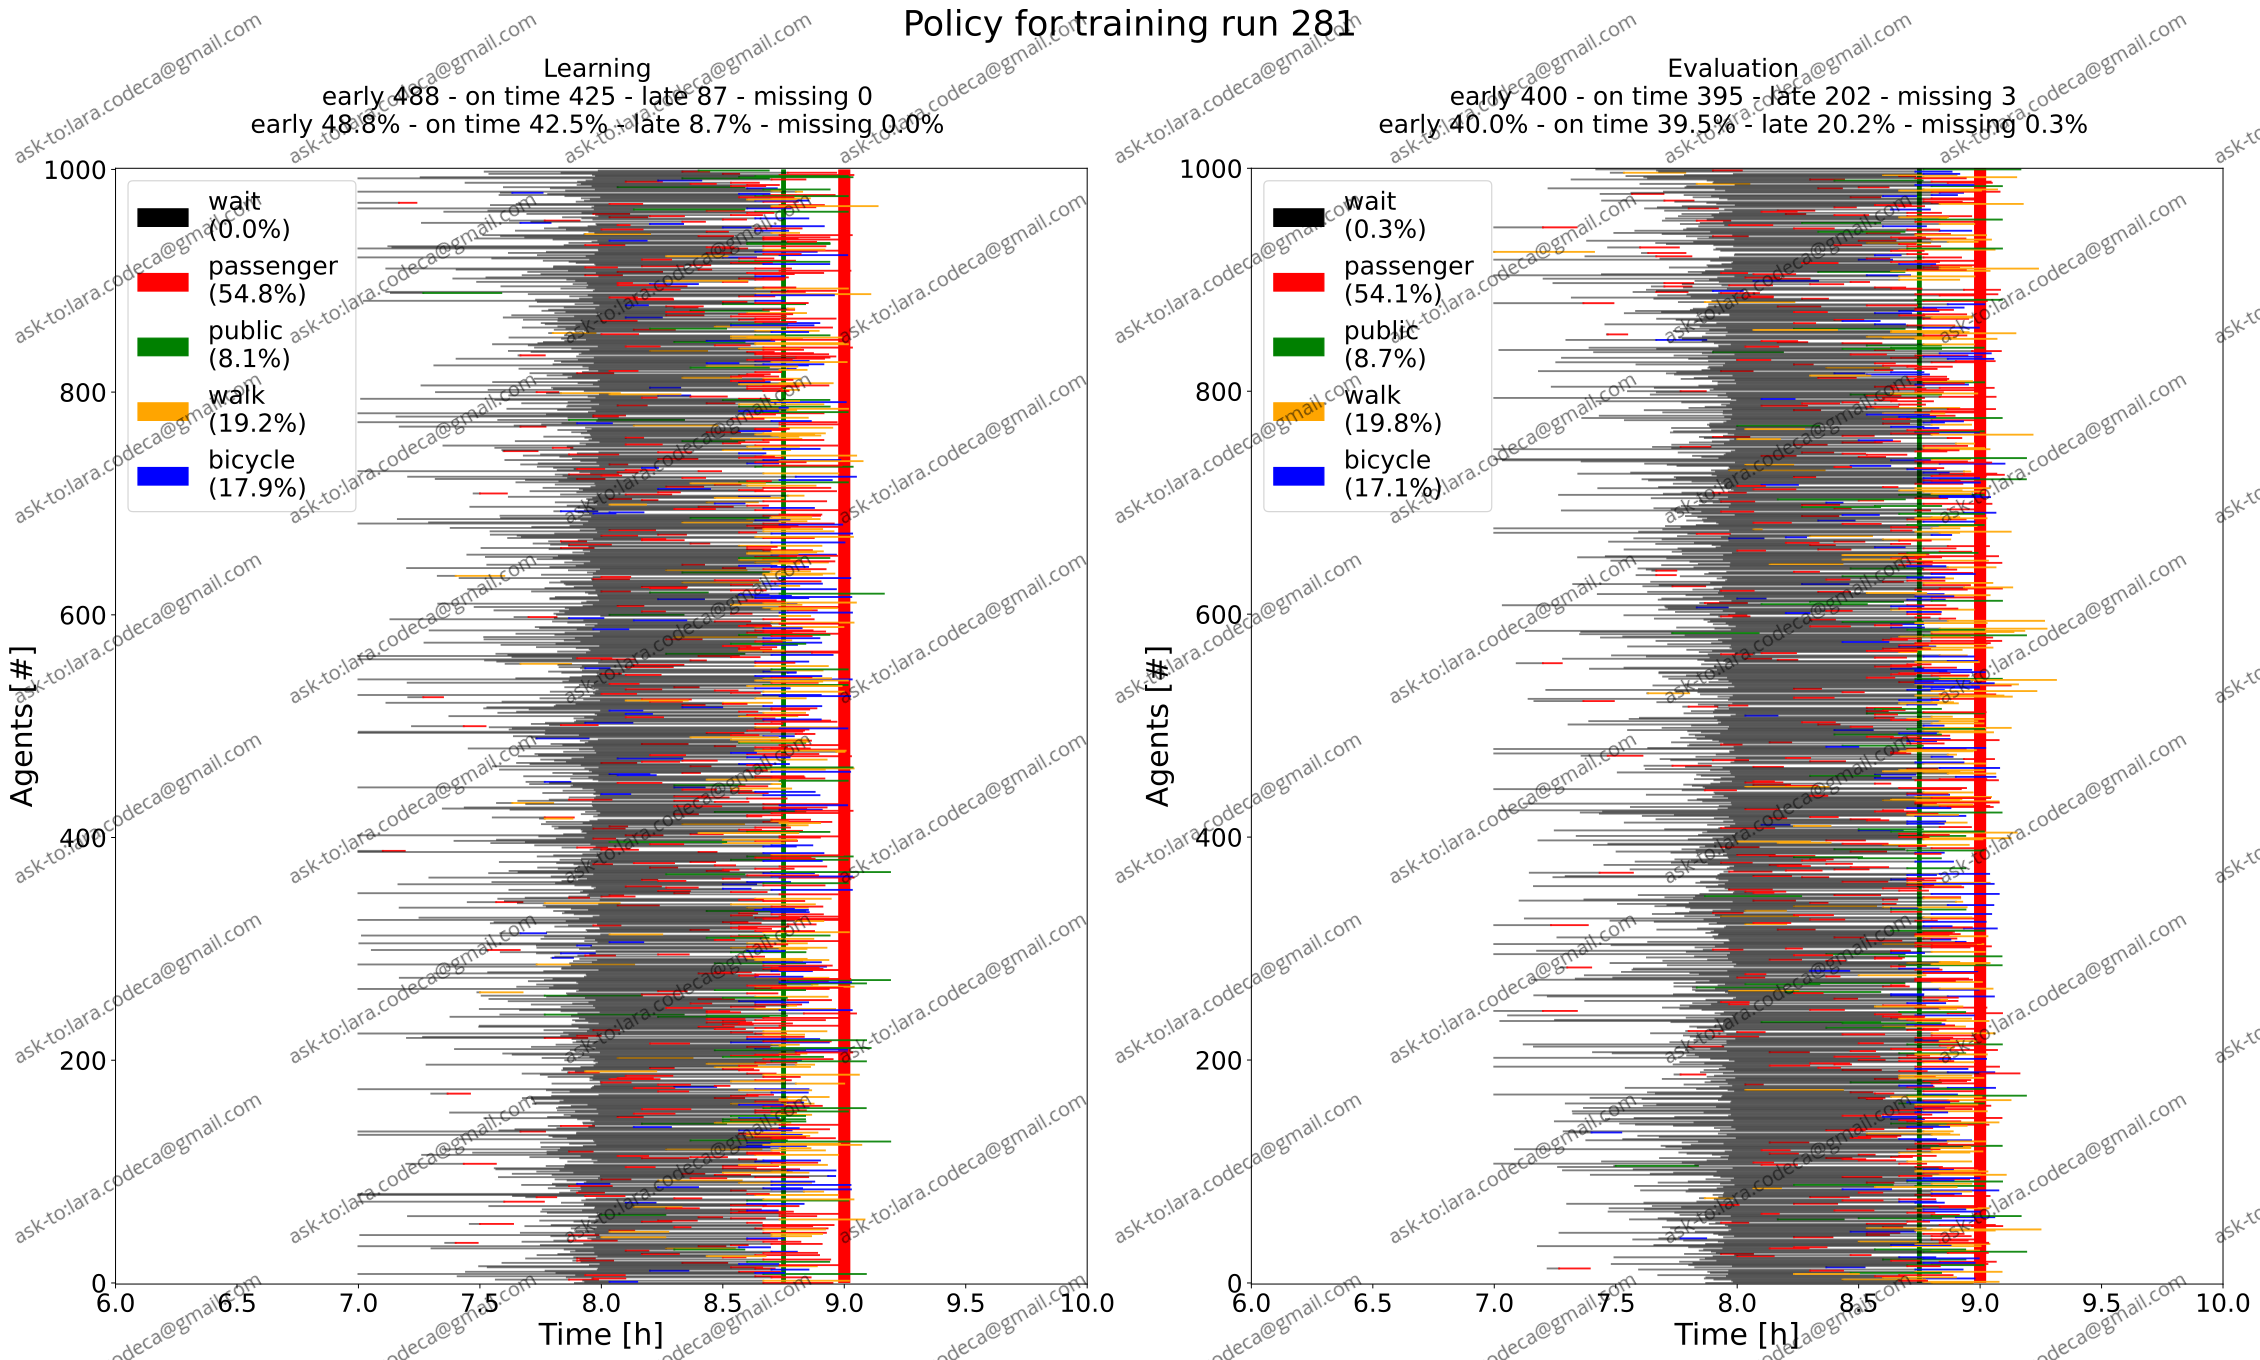 Policy for training run 281
Learning
early 488 - on time 425 - late 87 - missing 0
early 48.8% - on time 42.5% - late 8.7% - missing 0.0%
Agents [#]
1000
800
600
400
200
0
wait
(0.0%)
passenger
(54.8%)
public
(8.1%)
walk
(19.2%)
bicycle
(17.9%)
6.0 6.5 7.0 7.5 8.0 8.5 9.0 9.5 10.0
Time [h]
Evaluation
early 400 - on time 395 - late 202 - missing 3
early 40.0% - on time 39.5% - late 20.2% - missing 0.3%
Agents [#]
1000
800
600
400
200
0
wait
(0.3%)
passenger
(54.1%)
public
(8.7%)
walk
(19.8%)
bicycle
(17.1%)
6.0 6.5 7.0 7.5 8.0 8.5 9.0 9.5 10.0
Time [h]
ask-to:lara.codeca@gmail.com